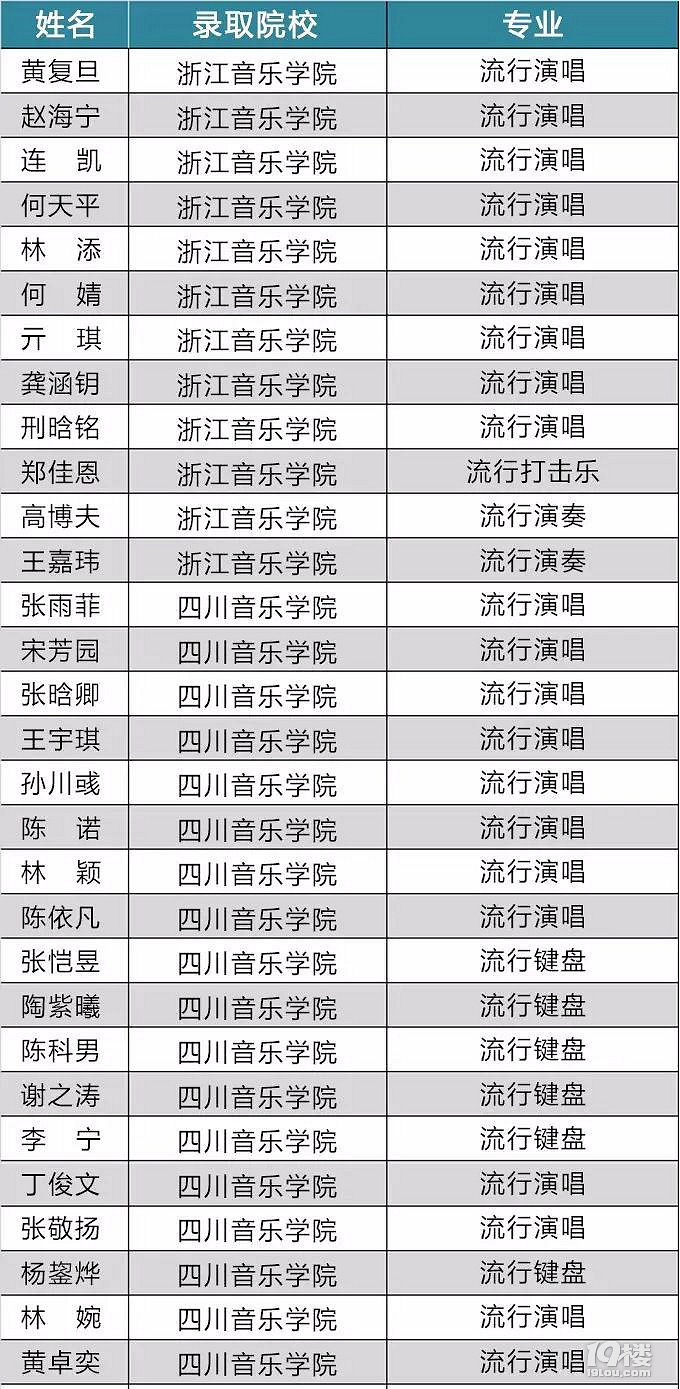 姓名 录取院校 专业
黄复旦 浙江音乐学院 流行演唱
赵海宁 浙江音乐学院 流行演唱
连 凯 浙江音乐学院 流行演唱
何天平 浙江音乐学院 流行演唱
林 添 浙江音乐学院 流行演唱
何 婧 浙江音乐学院 流行演唱
亓 琪 浙江音乐学院 流行演唱
龚涵钥 浙江音乐学院 流行演唱
刑晗铭 浙江音乐学院 流行演唱
郑佳恩 浙江音乐学院 流行打击乐
高博夫 浙江音乐学院 流行演奏
王嘉玮 浙江音乐学院 流行演奏
张雨菲 四川音乐学院 流行演唱
宋芳园 四川音乐学院 流行演唱
张晗卿 四川音乐学院 流行演唱
王宇琪 四川音乐学院 流行演唱
孙川彧 四川音乐学院 流行演唱
陈 诺 四川音乐学院 流行演唱
林 颖 四川音乐学院 流行演唱
陈依凡 四川音乐学院 流行演唱
张恺昱 四川音乐学院 流行键盘
陶紫曦 四川音乐学院 流行键盘
陈科男 四川音乐学院 流行键盘
谢之涛 四川音乐学院 流行键盘
李 宁 四川音乐学院 流行键盘
丁俊文 四川音乐学院 流行演唱
张敬扬 四川音乐学院 流行演唱
杨鋆烨 四川音乐学院 流行键盘
林 婉 四川音乐学院 流行演唱
黄卓奕 四川音乐学院 流行演唱
19楼
19lou.com